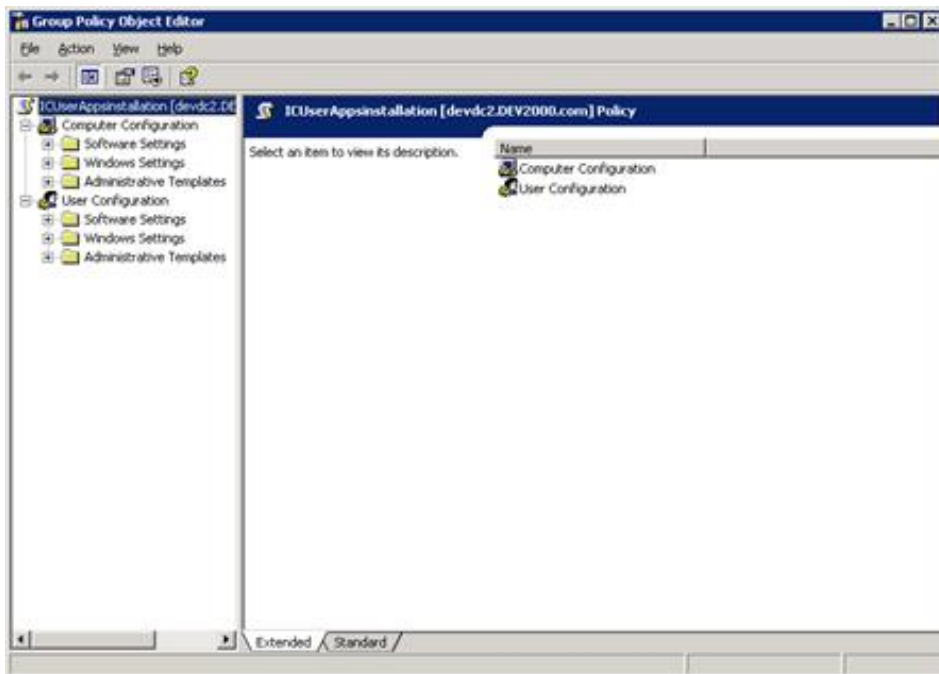 Group Policy Object Editor
File Action View Help
ICUserAppsinstallation [devdc2.DE
Computer Configuration
Software Settings
Windows Settings
Administrative Templates
User Configuration
Software Settings
Windows Settings
Administrative Templates
ICUserAppsinstallation [devdc2.DEV2000.com] Policy
Select an item to view its description.
Name
Computer Configuration
User Configuration
Extended Standard